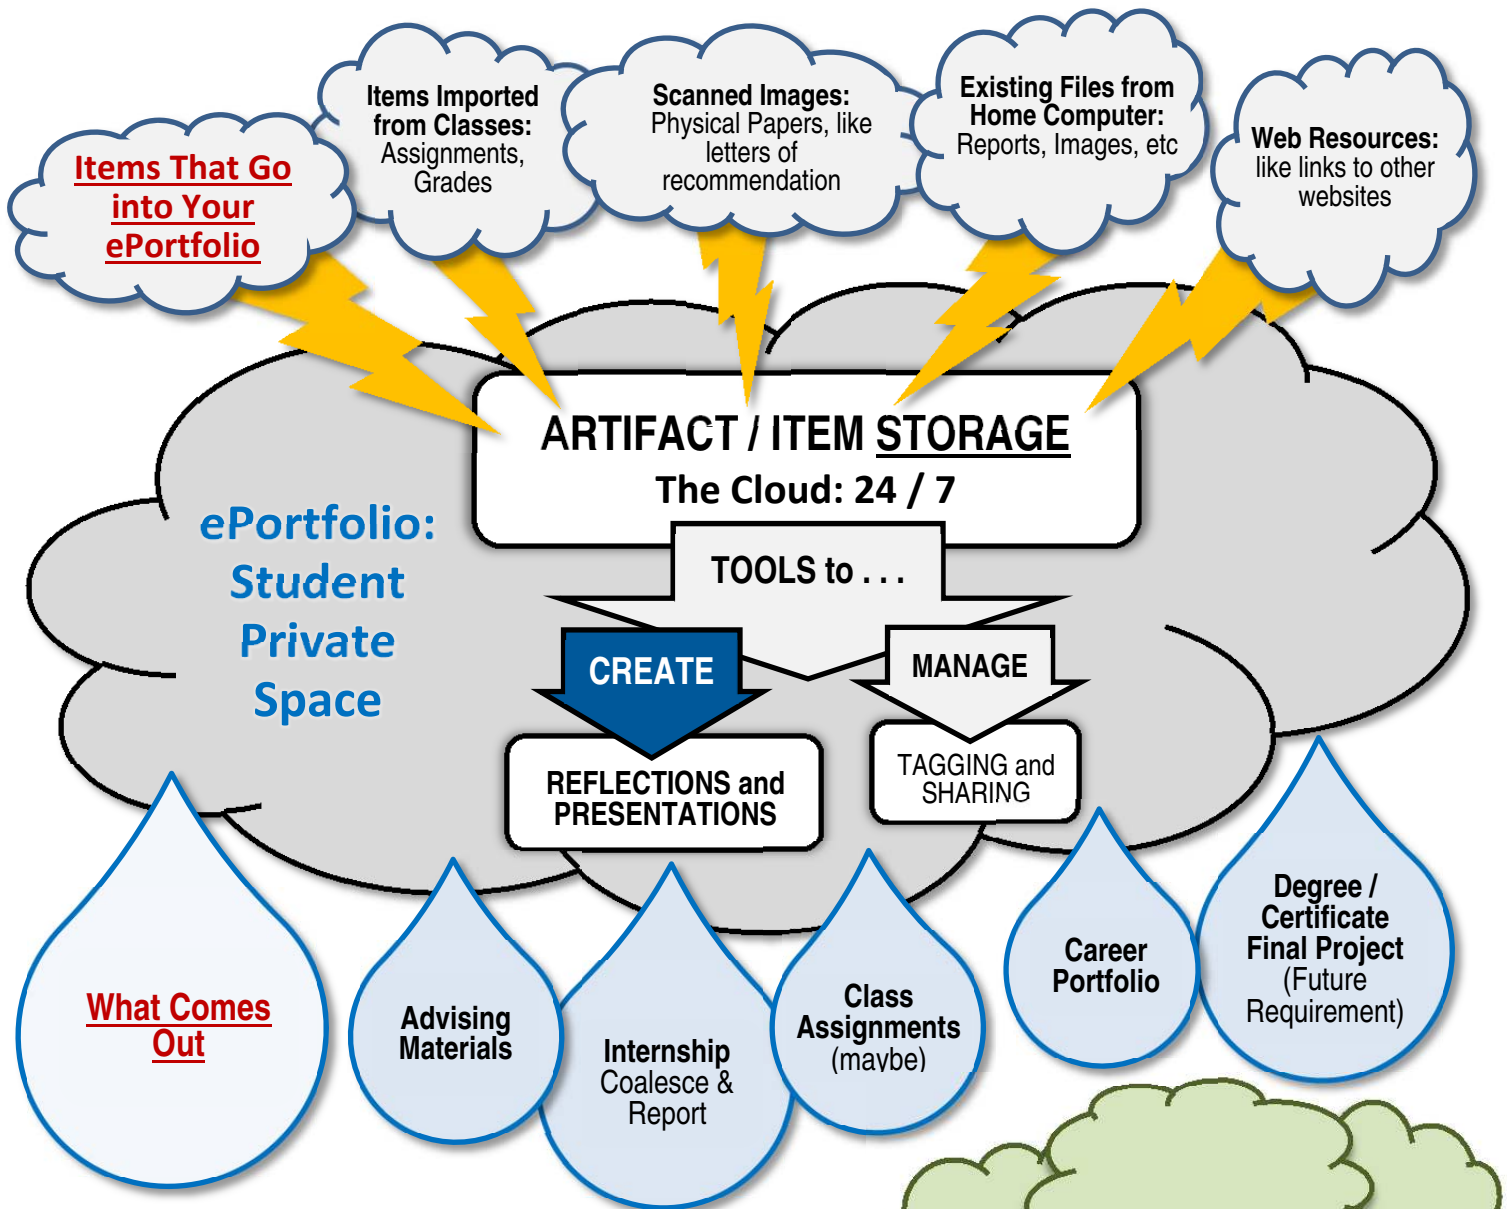 Items That Go
into Your
ePortfolio
Items Imported
from Classes:
Assignments,
Grades
Scanned Images:
Physical Papers, like
letters of
recommendation
Existing Files from
Home Computer:
Reports, Images, etc
Web Resources:
like links to other
websites
ARTIFACT / ITEM STORAGE
The Cloud: 24 / 7
ePortfolio:
Student
Private
Space
TOOLS to . . .
CREATE
MANAGE
REFLECTIONS and
PRESENTATIONS
TAGGING and
SHARING
What Comes
Out
Advising
Materials
Internship
Coalesce &
Report
Class
Assignments
(maybe)
Career
Portfolio
Degree /
Certificate
Final Project
(Future
Requirement)